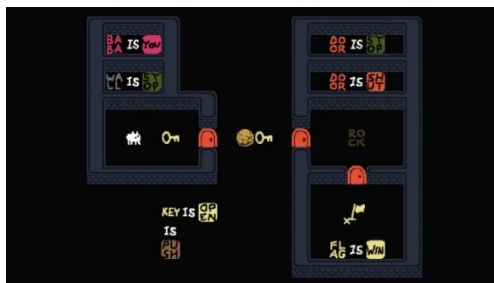 BABA IS YOU
DOOR IS STOP
WALL IS STOP
DOOR IS SHUT
ROCK
KEY IS OPEN
IS
PUSH
FLAG IS WIN